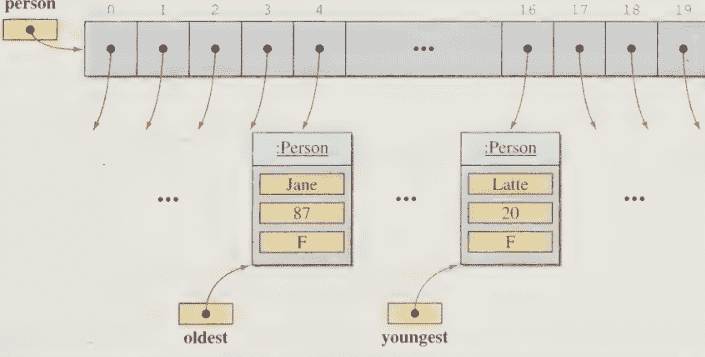 person
0 1 2 3 4 16 17 18 19
:Person :Person
Jane Latte
87 20
F F
oldest youngest